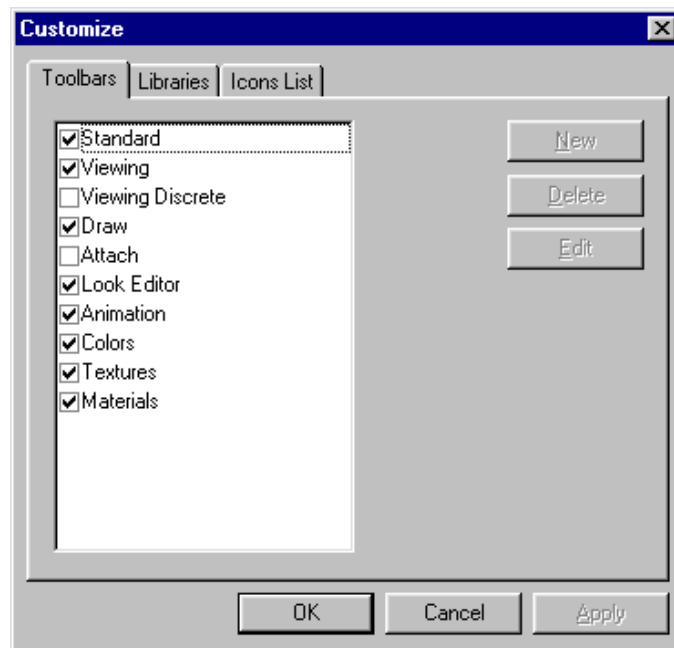 Customize
Toolbars Libraries Icons List
Standard
Viewing
Viewing Discrete
Draw
Attach
Look Editor
Animation
Colors
Textures
Materials
New
Delete
Edit
OK Cancel Apply